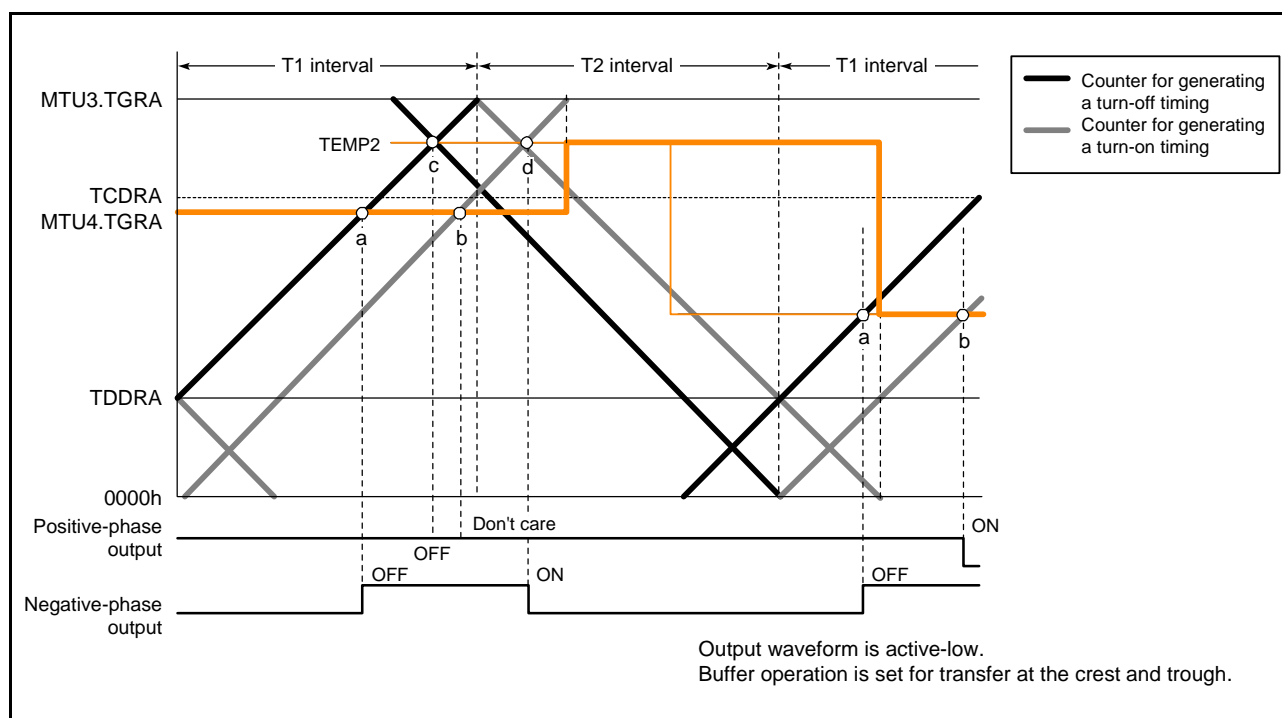 T1 interval
T2 interval
T1 interval
Counter for generating
a turn-off timing
Counter for generating
a turn-on timing
MTU3.TGRA
TEMP2
c
d
TCDRA
MTU4.TGRA
a
b
a
b
TDDRA
0000h
Positive-phase
output
Don't care
ON
OFF
OFF
ON
OFF
Negative-phase
output
Output waveform is active-low.
Buffer operation is set for transfer at the crest and trough.